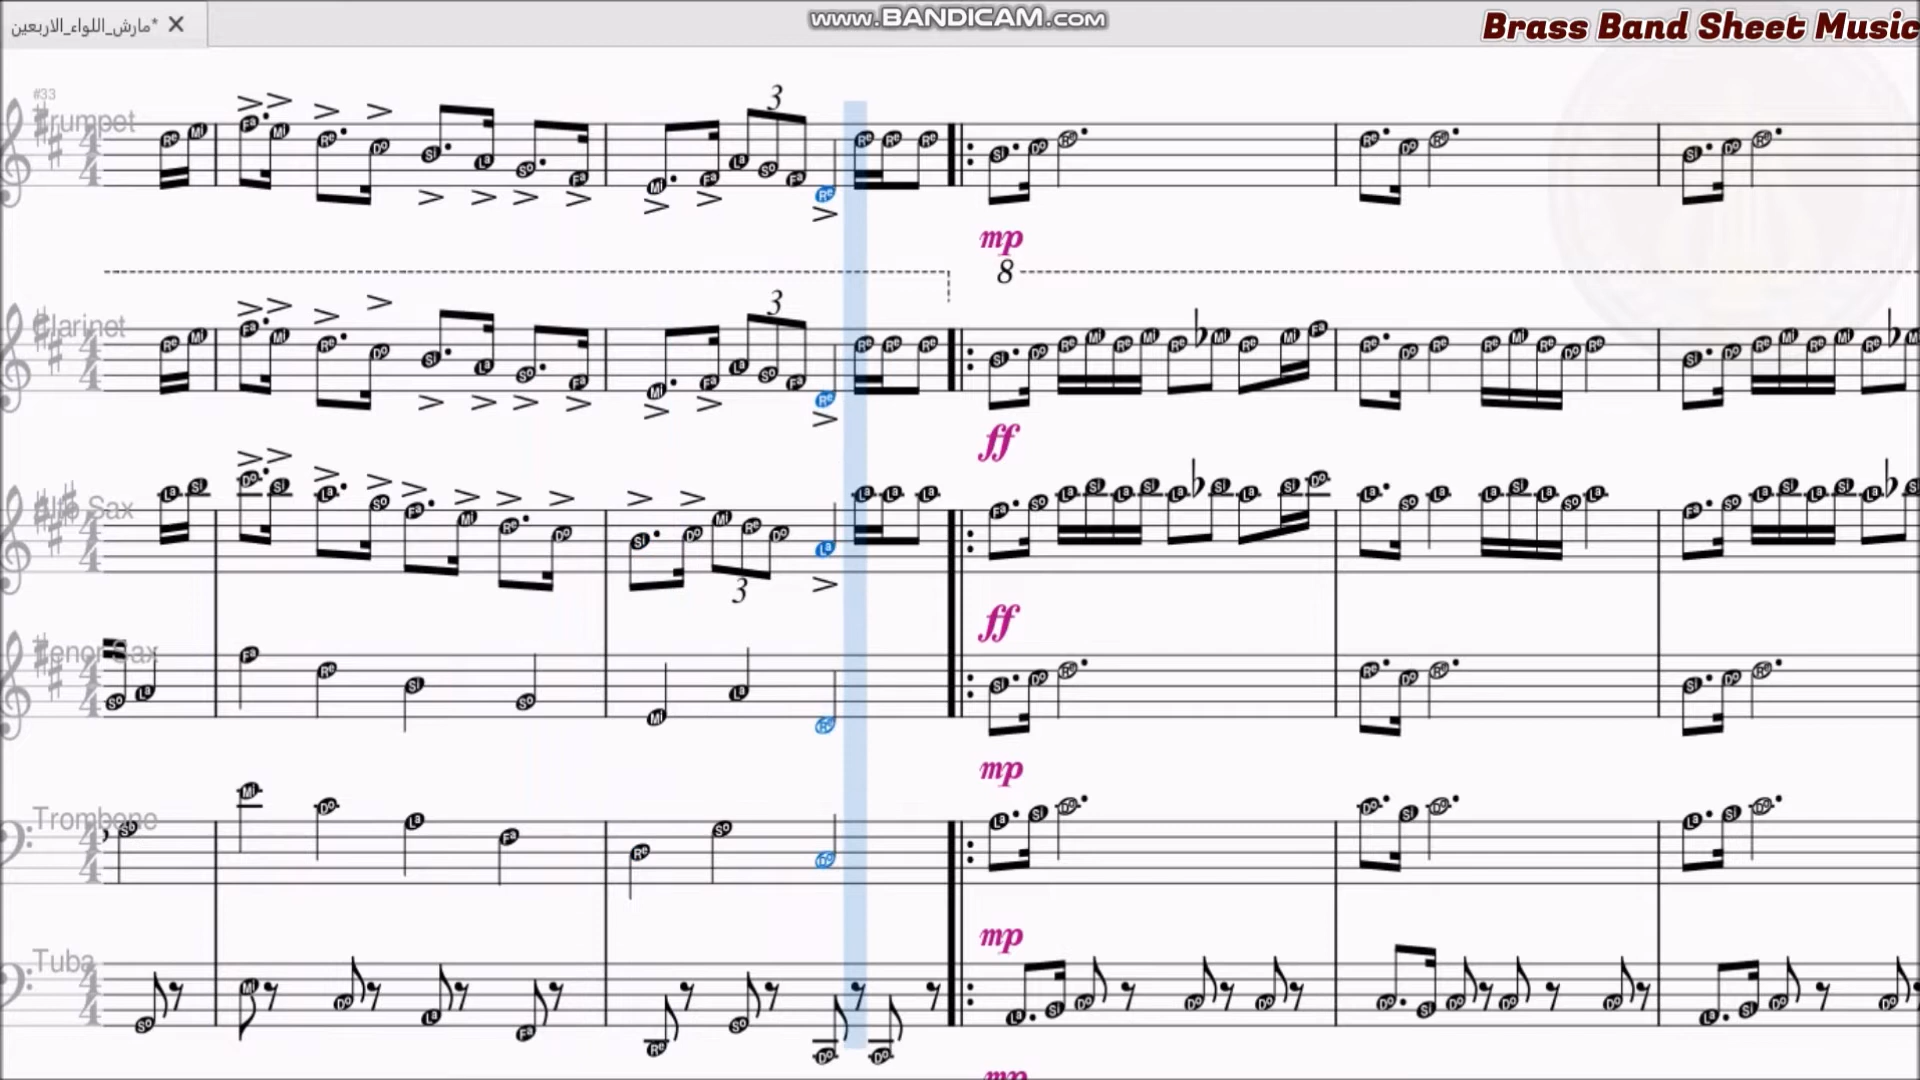 *مارش_اللواء_الاربعين
www.BANDICAM.com
Brass Band Sheet Music
#33
Trumpet
3
mp
8
Clarinet
3
ff
Alto Sax
3
ff
Tenor Sax
mp
Trombone
mp
Tuba
mp